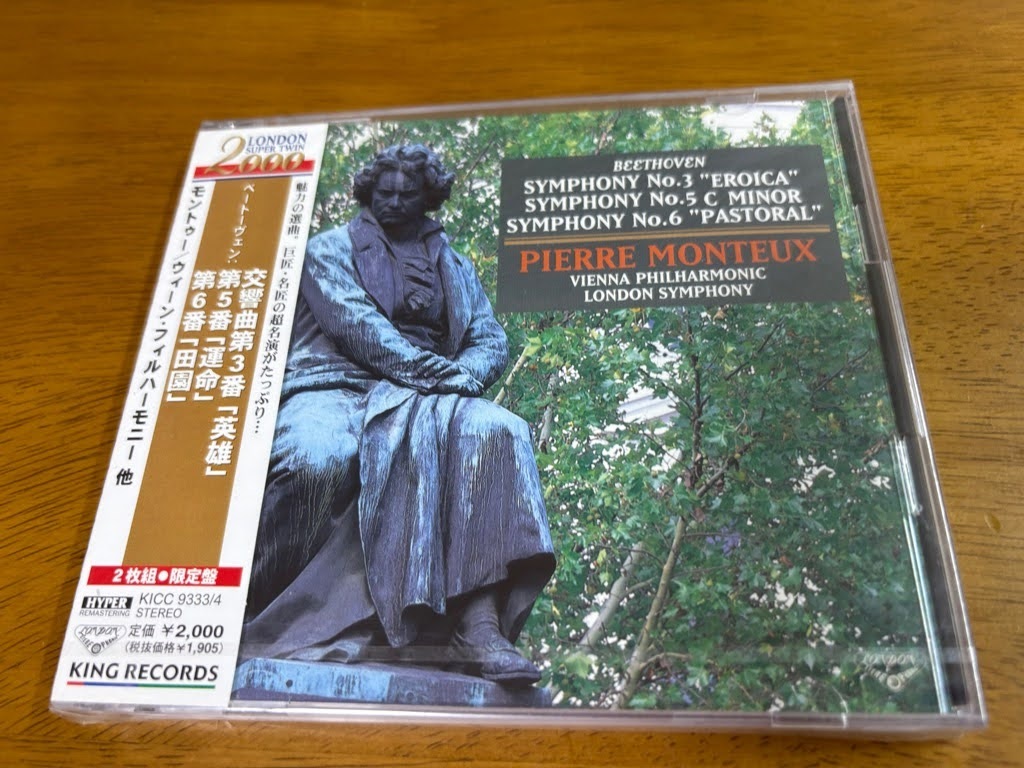 LONDON
SUPER TWIN
2000
魅力の選曲。巨匠・名匠の超名演がたっぷり…
ベートーヴェン:
交響曲第3番「英雄」
第5番「運命」
第6番「田園」
モントゥー/ウィーン・フィルハーモニー 他
2枚組●限定盤
HYPER
REMASTERING
KICC 9333/4
STEREO
定価 ¥2,000
(税抜価格¥1,905)
KING RECORDS
BEETHOVEN
SYMPHONY No.3 "EROICA"
SYMPHONY No.5 C MINOR
SYMPHONY No.6 "PASTORAL"
PIERRE MONTEUX
VIENNA PHILHARMONIC
LONDON SYMPHONY
LONDON